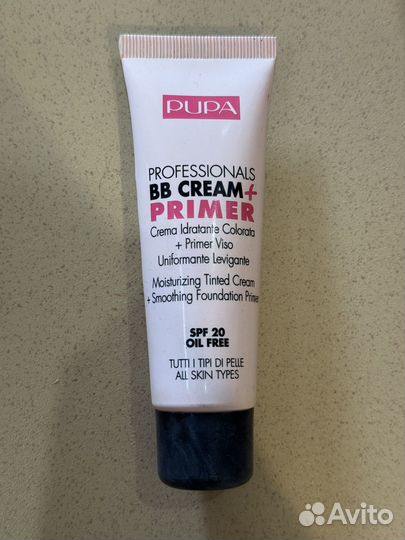 PUPA
PROFESSIONALS
BB CREAM+
PRIMER
Crema Idratante Colorata
+ Primer Viso
Uniformante Levigante
Moisturizing Tinted Cream
+Smoothing Foundation Primer
SPF 20
OIL FREE
TUTTI I TIPI DI PELLE
ALL SKIN TYPES
Avito